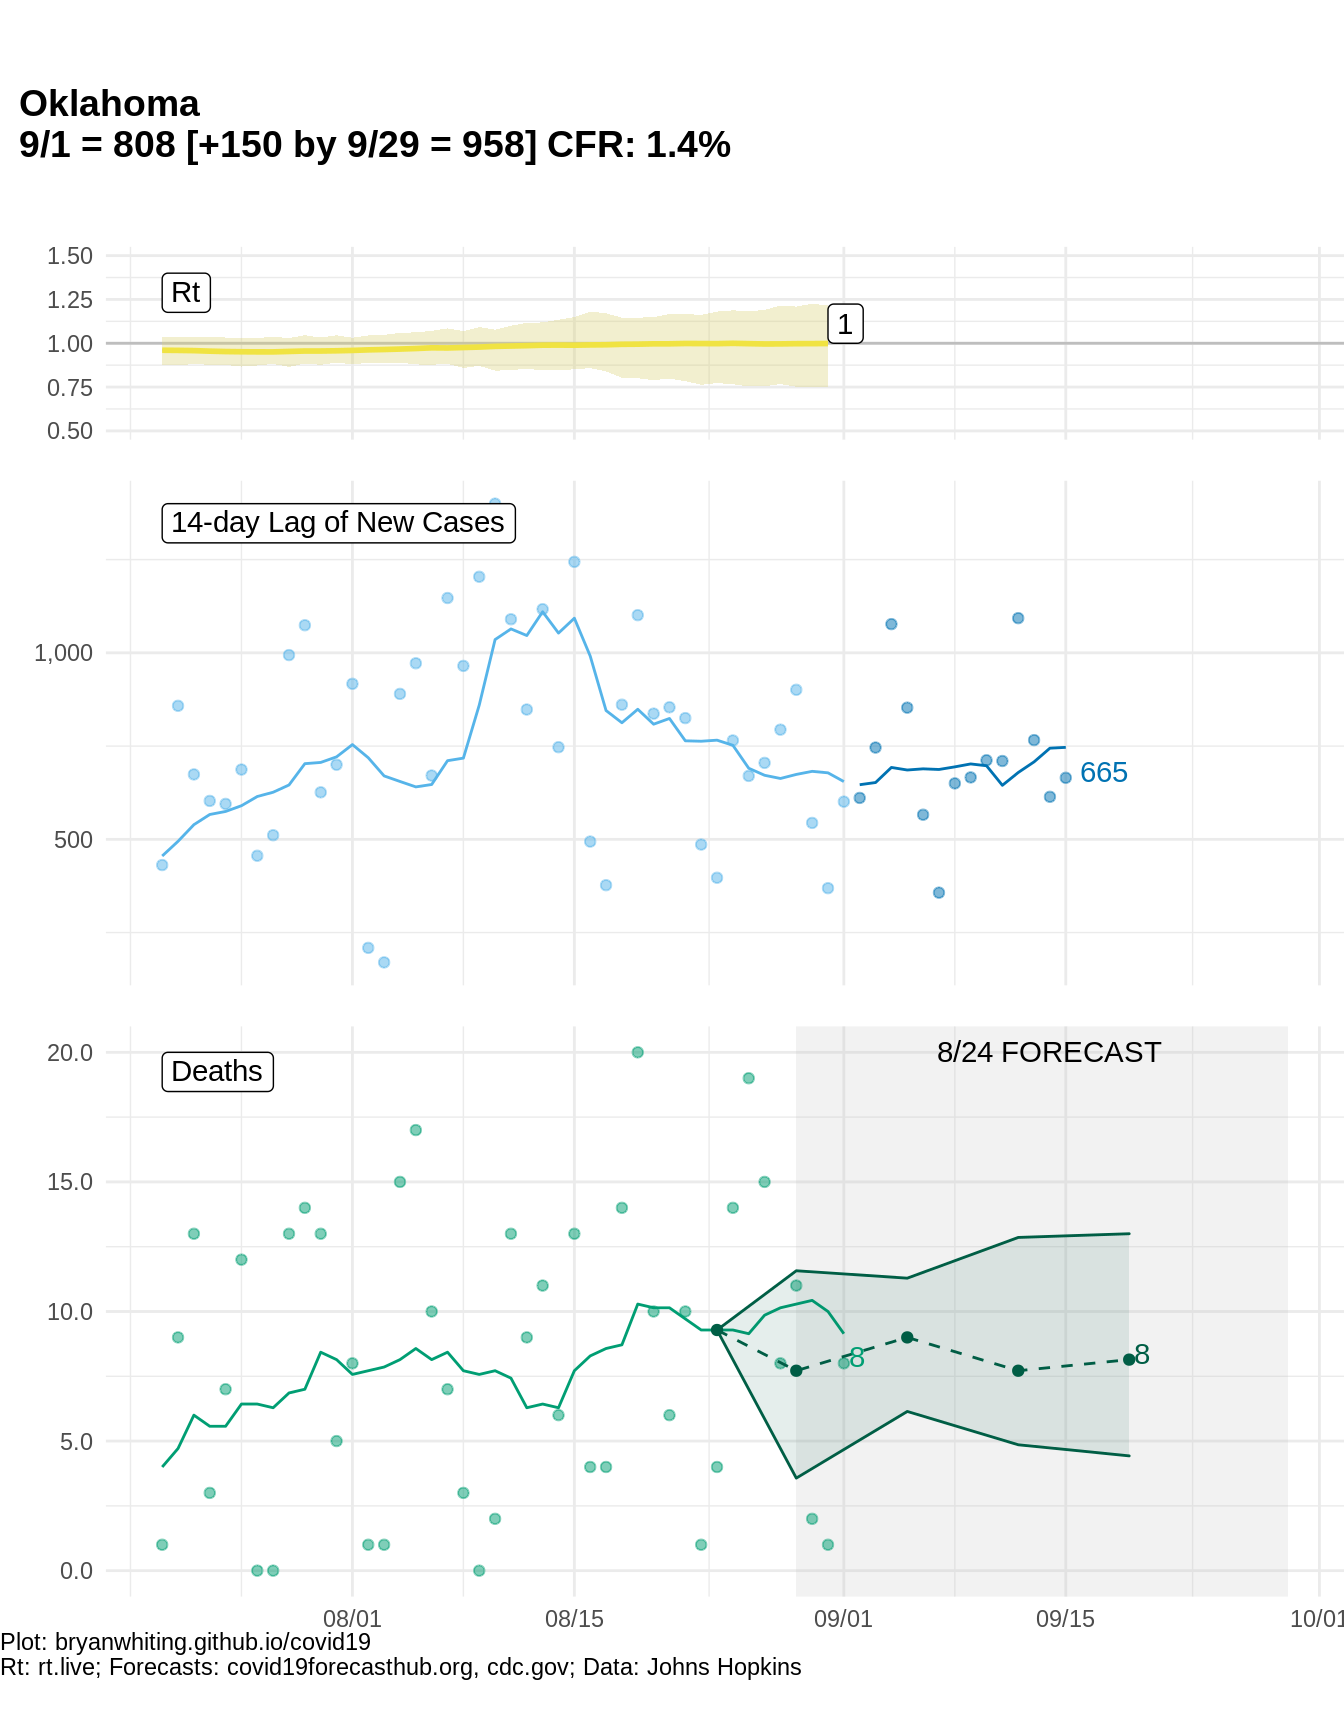 Oklahoma
9/1 = 808 [+150 by 9/29 = 958] CFR: 1.4%
1.50
1.25
1.00
0.75
0.50
Rt
1
14-day Lag of New Cases
1,000
500
665
20.0
15.0
10.0
5.0
0.0
Deaths
8/24 FORECAST
8
8
08/01
08/15
09/01
09/15
10/01
Plot: bryanwhiting.github.io/covid19
Rt: rt.live; Forecasts: covid19forecasthub.org, cdc.gov; Data: Johns Hopkins